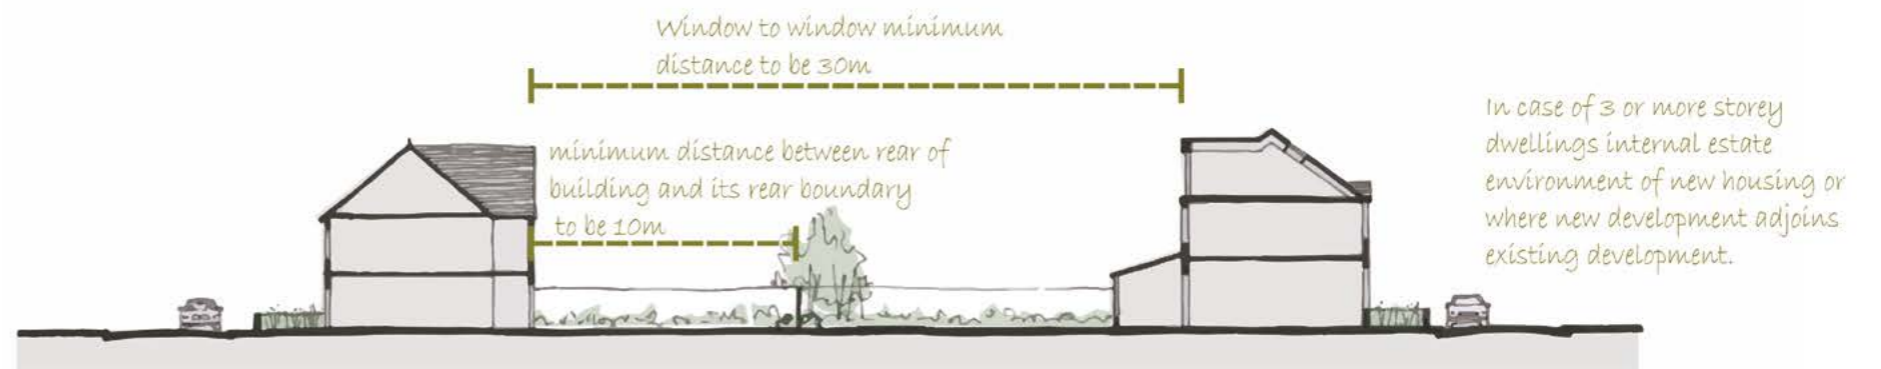 Window to window minimum
distance to be 30m
minimum distance between rear of
building and its rear boundary
to be 10m
In case of 3 or more storey
dwellings internal estate
environment of new housing or
where new development adjoins
existing development.